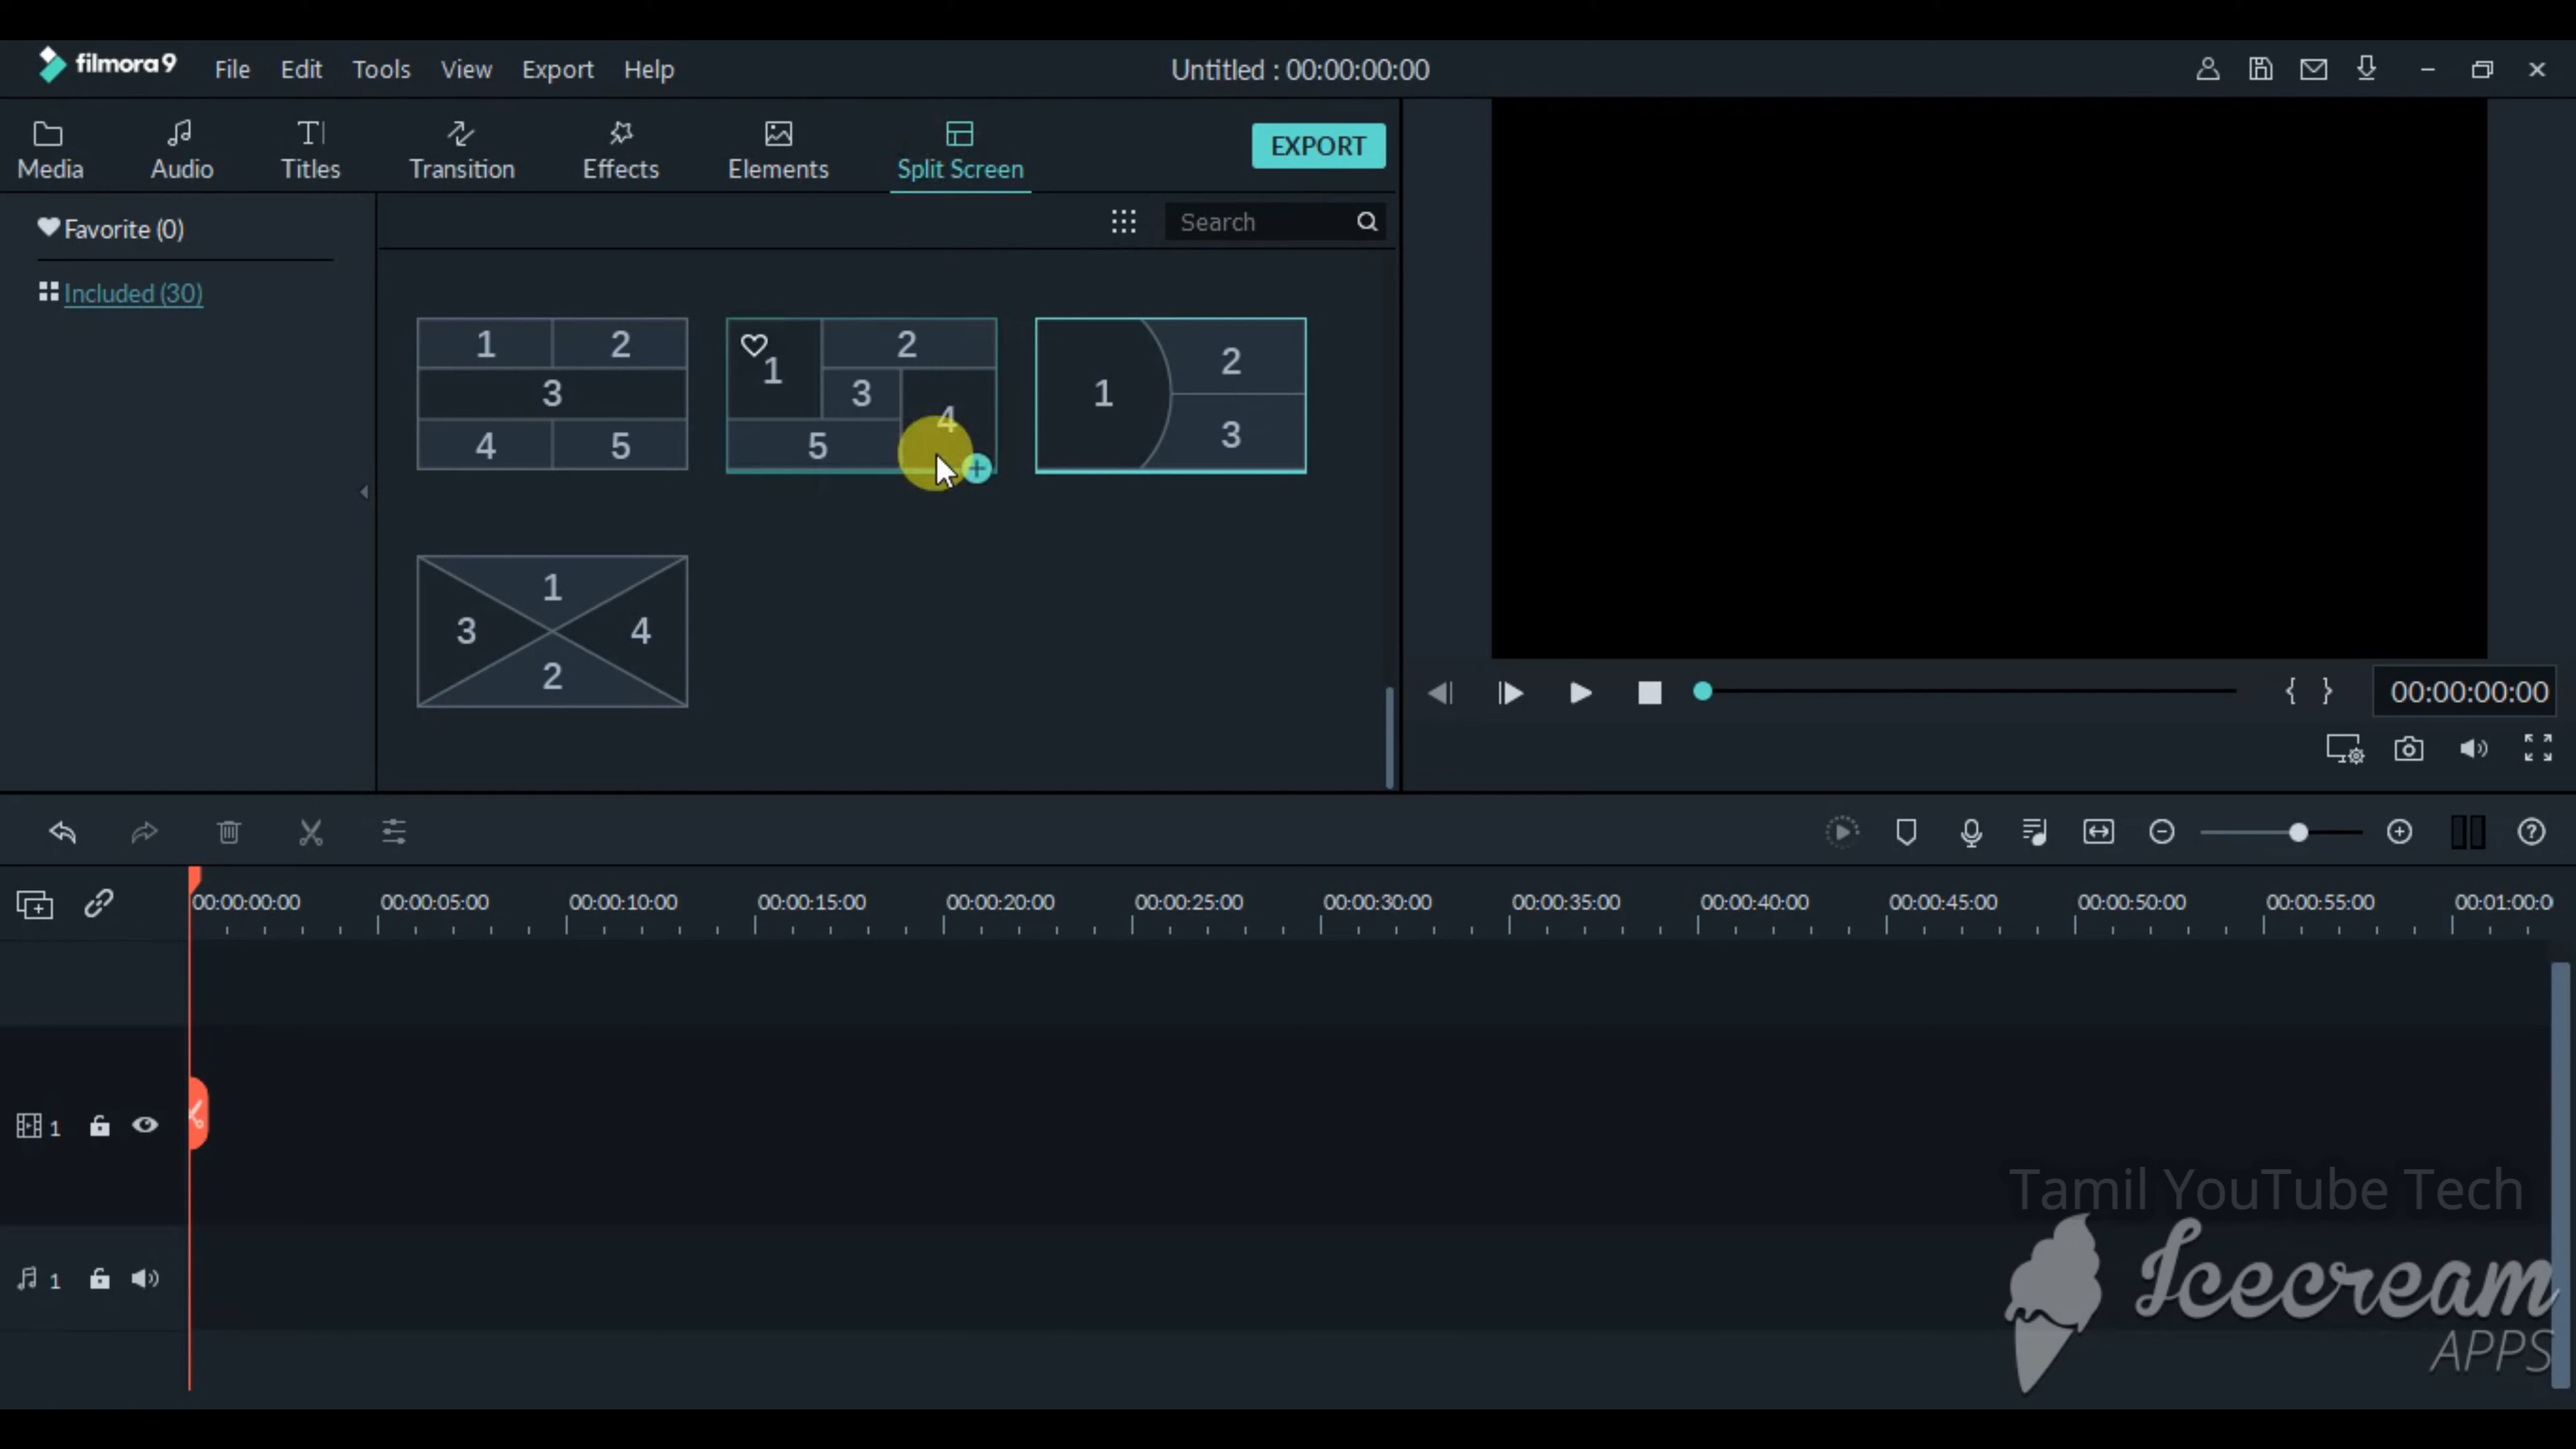 filmora9 File Edit Tools View Export Help Untitled : 00:00:00:00
Media Audio Titles Transition Effects Elements Split Screen EXPORT
Favorite (0)
Search
Included (30)
1 2
3
4 5
1 2
3 4
5
1 2
3
1
3 4
2
{ } 00:00:00:00
00:00:00:00 00:00:05:00 00:00:10:00 00:00:15:00 00:00:20:00 00:00:25:00 00:00:30:00 00:00:35:00 00:00:40:00 00:00:45:00 00:00:50:00 00:00:55:00 00:01:00:0
1
1
Tamil YouTube Tech
Icecream
APPS